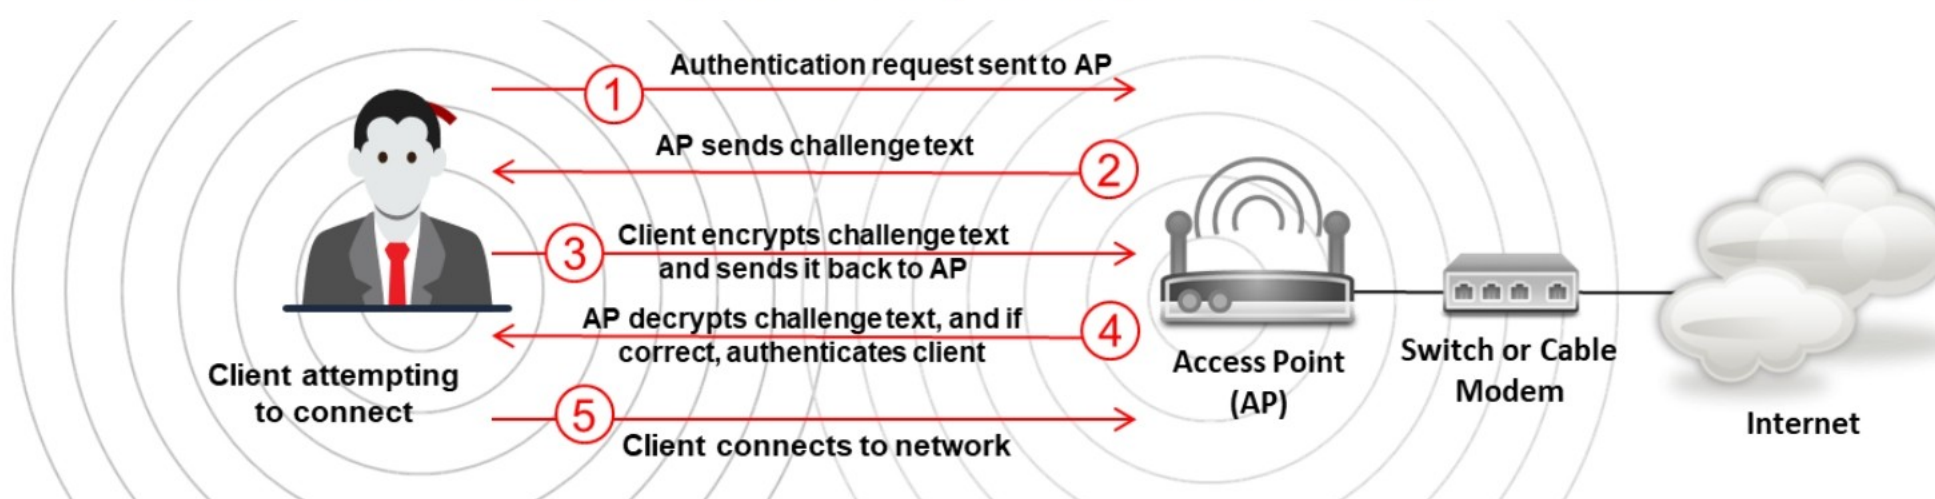 Authentication request sent to AP
1
AP sends challenge text
2
3
Client encrypts challenge text
and sends it back to AP
AP decrypts challenge text, and if
correct, authenticates client
4
5
Client connects to network
Client attempting
to connect
Access Point
(AP)
Switch or Cable
Modem
Internet